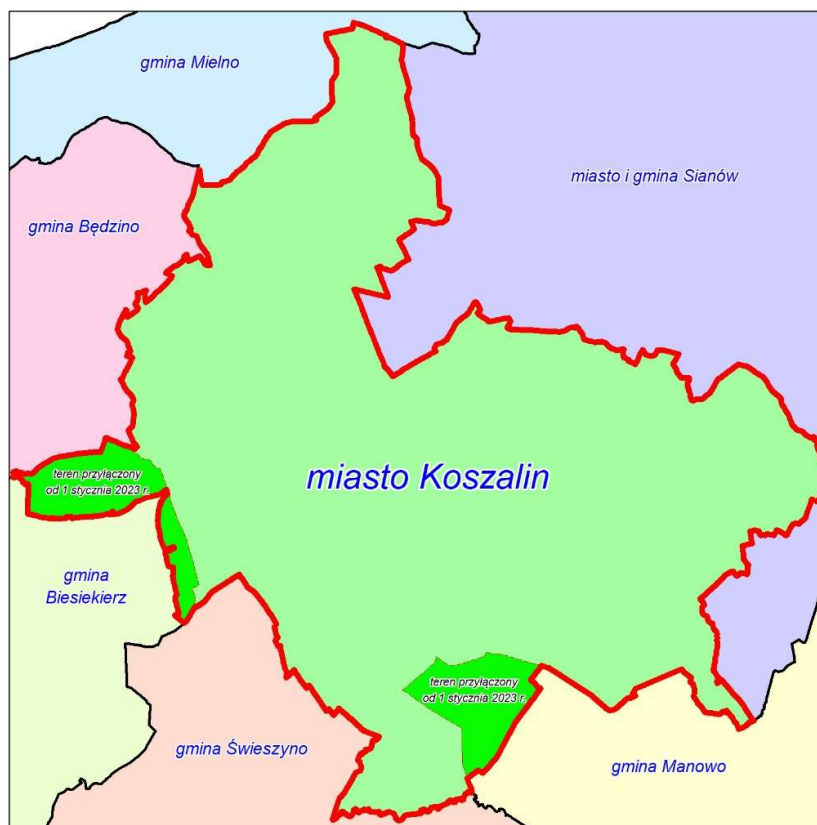 gmina Mielno
miasto i gmina Sianów
gmina Będzino
teren przyłączony
od 1 stycznia 2023 r.
miasto Koszalin
gmina
Biesiekierz
teren przyłączony
od 1 stycznia 2023 r.
gmina Świeszyno
gmina Manowo